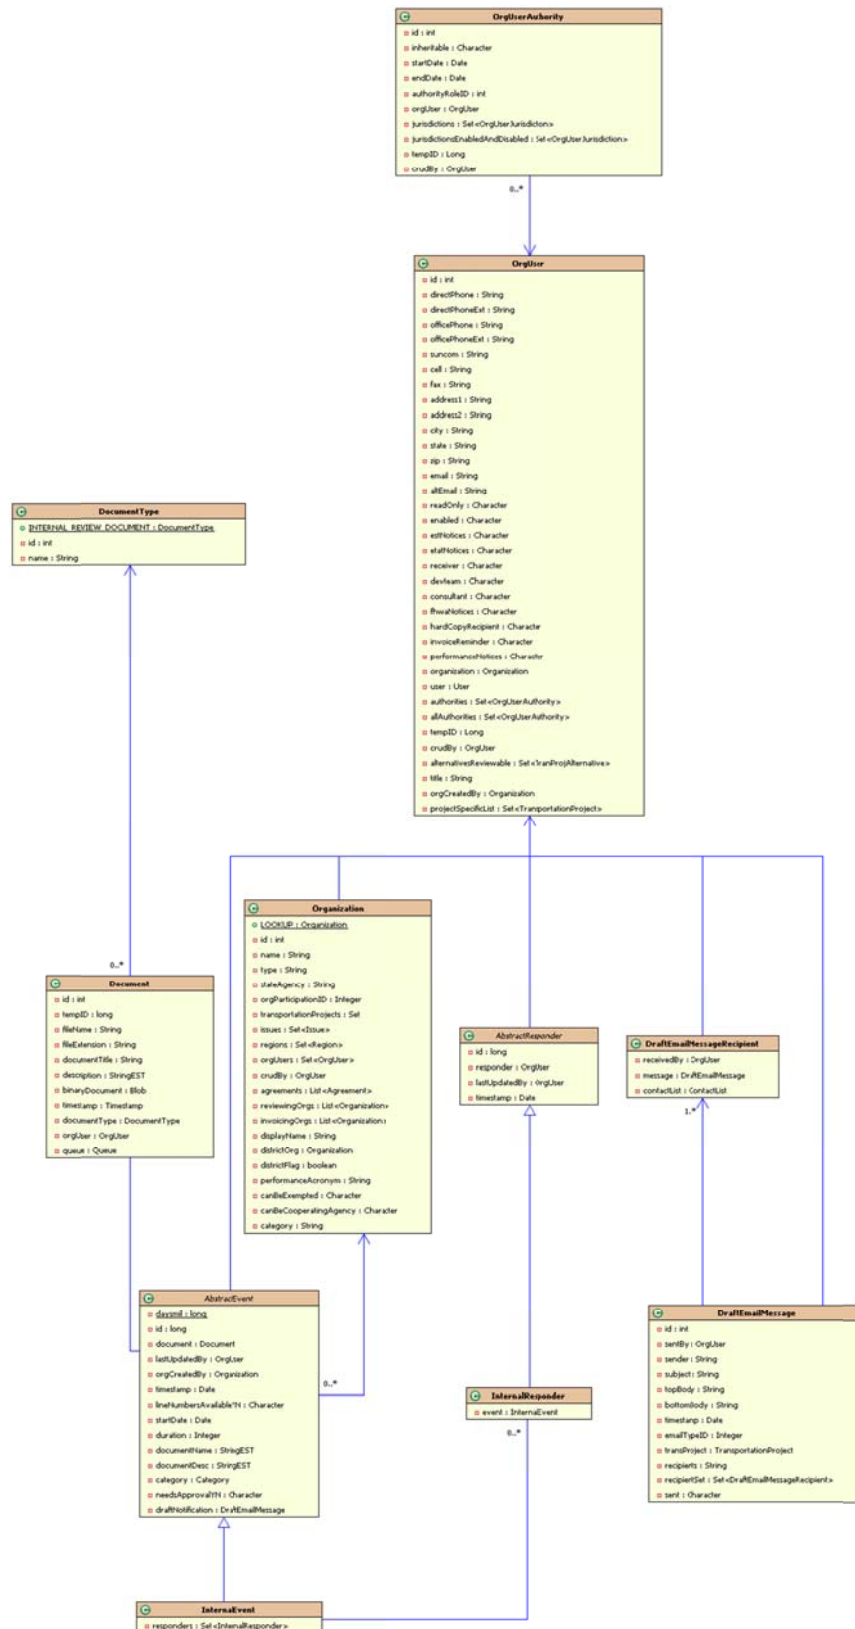 OrgUserAuthority
id : int
inheritable : Character
startDate : Date
endDate : Date
authorityRoleID : int
orgUser : OrgUser
jurisdictions : Set<OrgUserJurisdiction>
jurisdictionsEnabledAndDisabled : Set<OrgUserJurisdiction>
tempID : Long
crudBy : OrgUser
0..*
OrgUser
id : int
directPhone : String
directPhoneExt : String
officePhone : String
officePhoneExt : String
suncom : String
cell : String
fax : String
address1 : String
address2 : String
city : String
state : String
zip : String
email : String
altEmail : String
readOnly : Character
enabled : Character
estNotices : Character
etatNotices : Character
receiver : Character
devteam : Character
consultant : Character
fhwaNotices : Character
hardCopyRecipient : Character
invoiceReminder : Character
performanceNotices : Character
organization : Organization
user : User
authorities : Set<OrgUserAuthority>
allAuthorities : Set<OrgUserAuthority>
tempID : Long
crudBy : OrgUser
alternativesReviewable : Set<TranProjAlternative>
title : String
orgCreatedBy : Organization
projectSpecificList : Set<TransportationProject>
DocumentType
INTERNAL_REVIEW_DOCUMENT : DocumentType
id : int
name : String
0..*
Document
id : int
tempID : long
fileName : String
fileExtension : String
documentTitle : String
description : StringEST
binaryDocument : Blob
timestamp : Timestamp
documentType : DocumentType
orgUser : OrgUser
queue : Queue
Organization
LOOKUP : Organization
id : int
name : String
type : String
stateAgency : String
orgParticipationID : Integer
transportationProjects : Set
issues : Set<Issue>
regions : Set<Region>
orgUsers : Set<OrgUser>
crudBy : OrgUser
agreements : List<Agreement>
reviewingOrgs : List<Organization>
invoicingOrgs : List<Organization>
displayName : String
districtOrg : Organization
districtFlag : boolean
performanceAcronym : String
canBeExempted : Character
canBeCooperatingAgency : Character
category : String
AbstractResponder
id : long
responder : OrgUser
lastUpdatedBy : OrgUser
timestamp : Date
DraftEmailMessageRecipient
receivedBy : OrgUser
message : DraftEmailMessage
contactList : ContactList
1..*
AbstractEvent
daysmil : long
id : long
document : Document
lastUpdatedBy : OrgUser
orgCreatedBy : Organization
timestamp : Date
lineNumbersAvailableYN : Character
startDate : Date
duration : Integer
documentName : StringEST
documentDesc : StringEST
category : Category
needsApprovalYN : Character
draftNotification : DraftEmailMessage
0..*
InternalResponder
event : InternalEvent
0..*
DraftEmailMessage
id : int
sentBy : OrgUser
sender : String
subject : String
topBody : String
bottomBody : String
timestamp : Date
emailTypeID : Integer
transProject : TransportationProject
recipients : String
recipientSet : Set<DraftEmailMessageRecipient>
sent : Character
InternalEvent
responders : Set<InternalResponder>